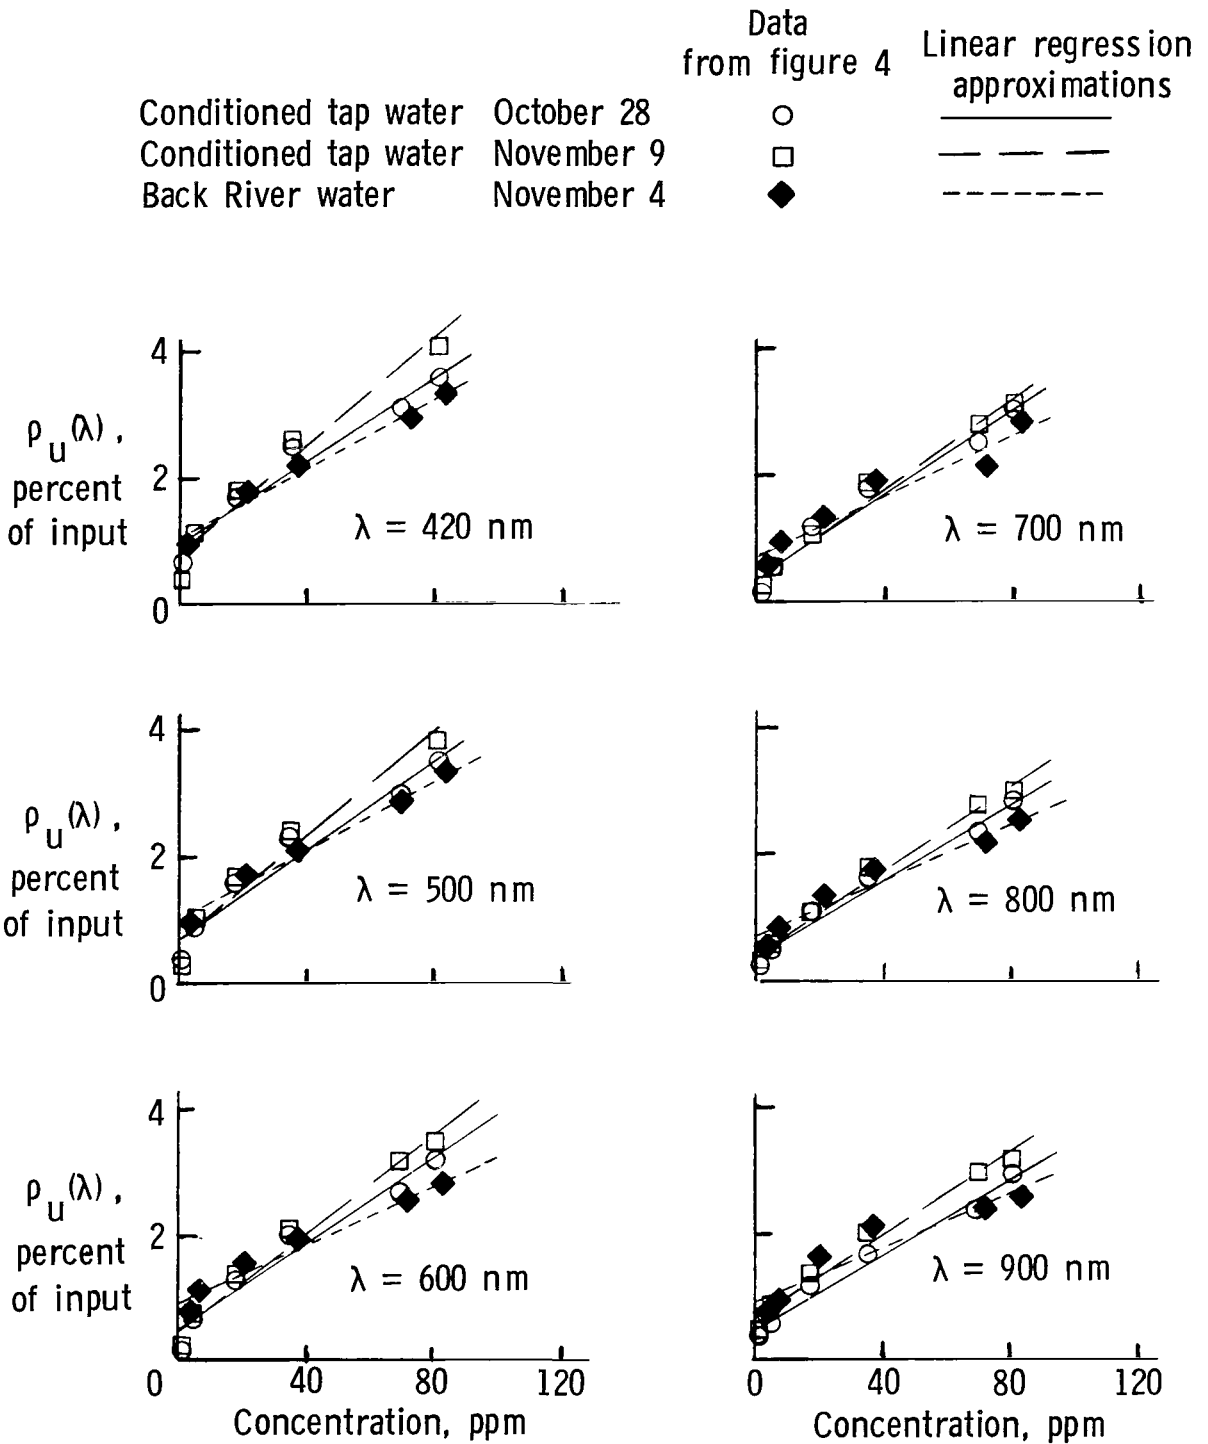 Data
from figure 4
Linear regression
approximations
Conditioned tap water October 28
Conditioned tap water November 9
Back River water November 4
4
2
0
ρu(λ),
percent
of input
λ = 420 nm
λ = 700 nm
4
2
0
ρu(λ),
percent
of input
λ = 500 nm
λ = 800 nm
4
2
0 40 80 120
ρu(λ),
percent
of input
λ = 600 nm
Concentration, ppm
λ = 900 nm
0 40 80 120
Concentration, ppm